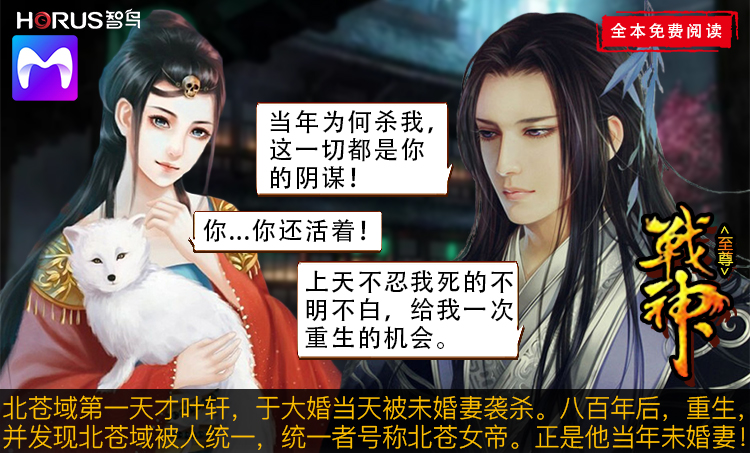 HORUS智鸟
全本免费阅读
当年为何杀我，
这一切都是你
的阴谋！
你...你还活着！
上天不忍我死的不
明不白，给我一次
重生的机会。
<至尊>
戰神
北苍域第一天才叶轩，于大婚当天被未婚妻袭杀。八百年后，重生，
并发现北苍域被人统一，统一者号称北苍女帝。正是他当年未婚妻！